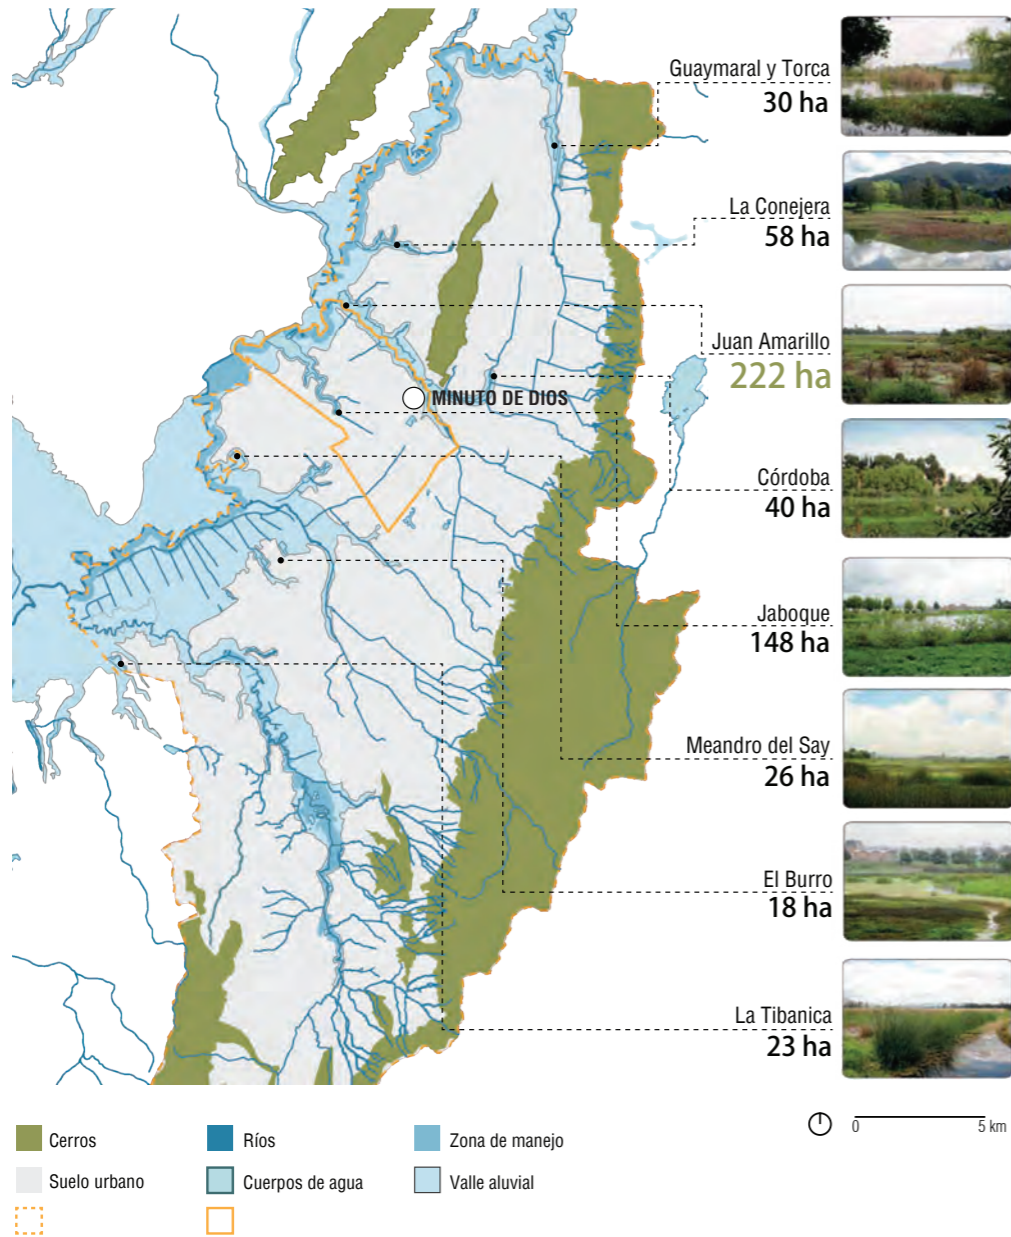 Guaymaral y Torca
30 ha
La Conejera
58 ha
Juan Amarillo
222 ha
MINUTO DE DIOS
Córdoba
40 ha
Jaboque
148 ha
Meandro del Say
26 ha
El Burro
18 ha
La Tibanica
23 ha
0 5 km
Cerros
Ríos
Zona de manejo
Suelo urbano
Cuerpos de agua
Valle aluvial